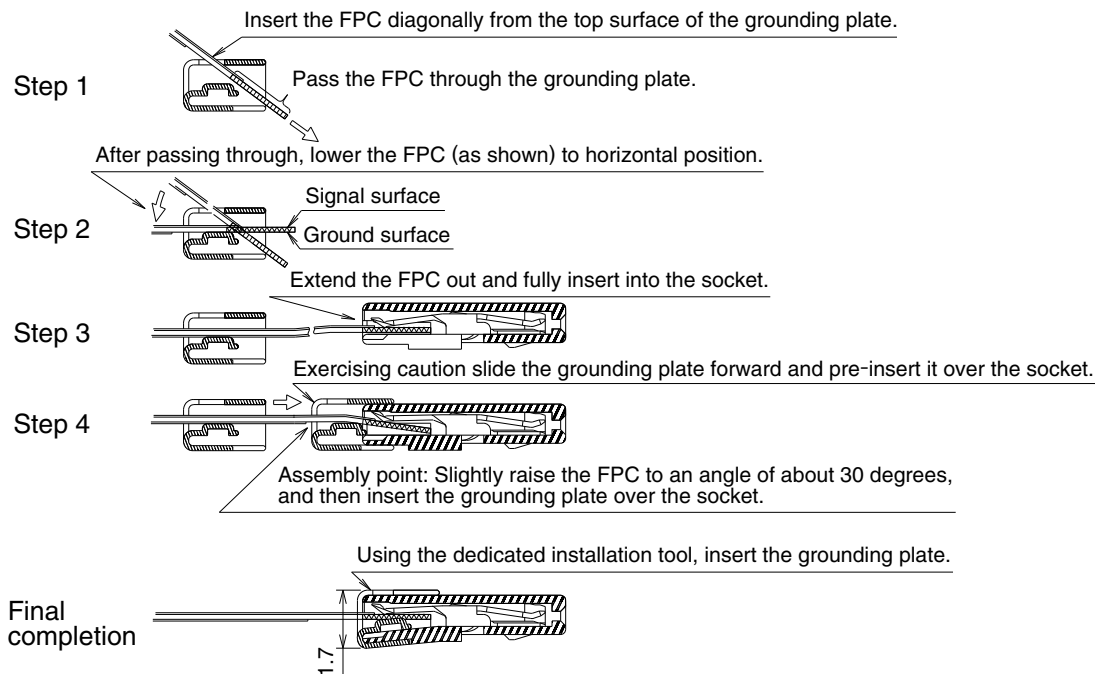 Insert the FPC diagonally from the top surface of the grounding plate.
Step 1
Pass the FPC through the grounding plate.
After passing through, lower the FPC (as shown) to horizontal position.
Step 2
Signal surface
Ground surface
Extend the FPC out and fully insert into the socket.
Step 3
Exercising caution slide the grounding plate forward and pre-insert it over the socket.
Step 4
Assembly point: Slightly raise the FPC to an angle of about 30 degrees,
and then insert the grounding plate over the socket.
Using the dedicated installation tool, insert the grounding plate.
Final
completion
1.7